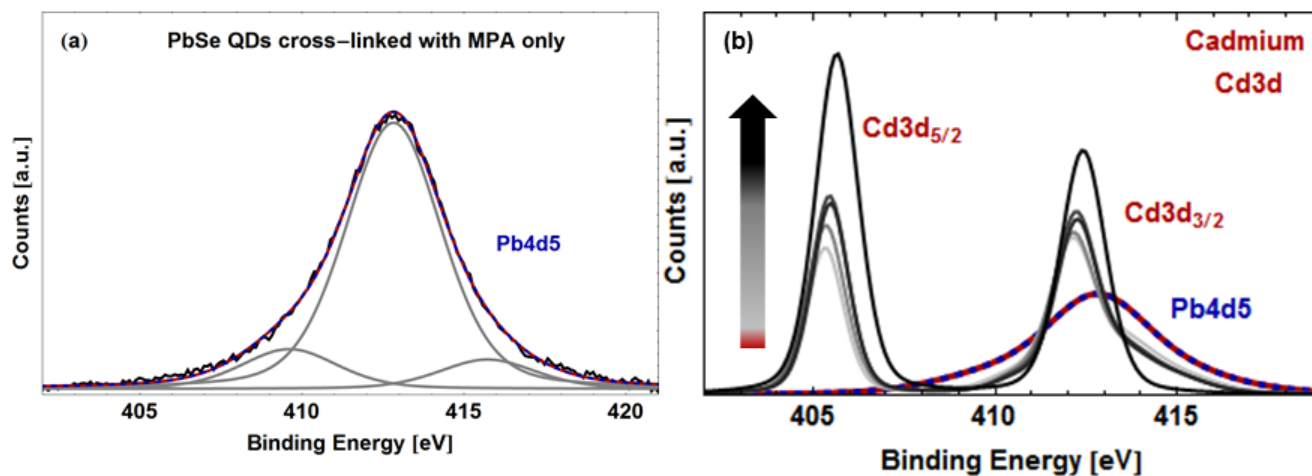 (a) PbSe QDs cross–linked with MPA only
Counts [a.u.]
Pb4d5
405 410 415 420
Binding Energy [eV]
(b)
Cadmium
Cd3d
Cd3d5/2
Cd3d3/2
Pb4d5
Counts [a.u.]
405 410 415
Binding Energy [eV]